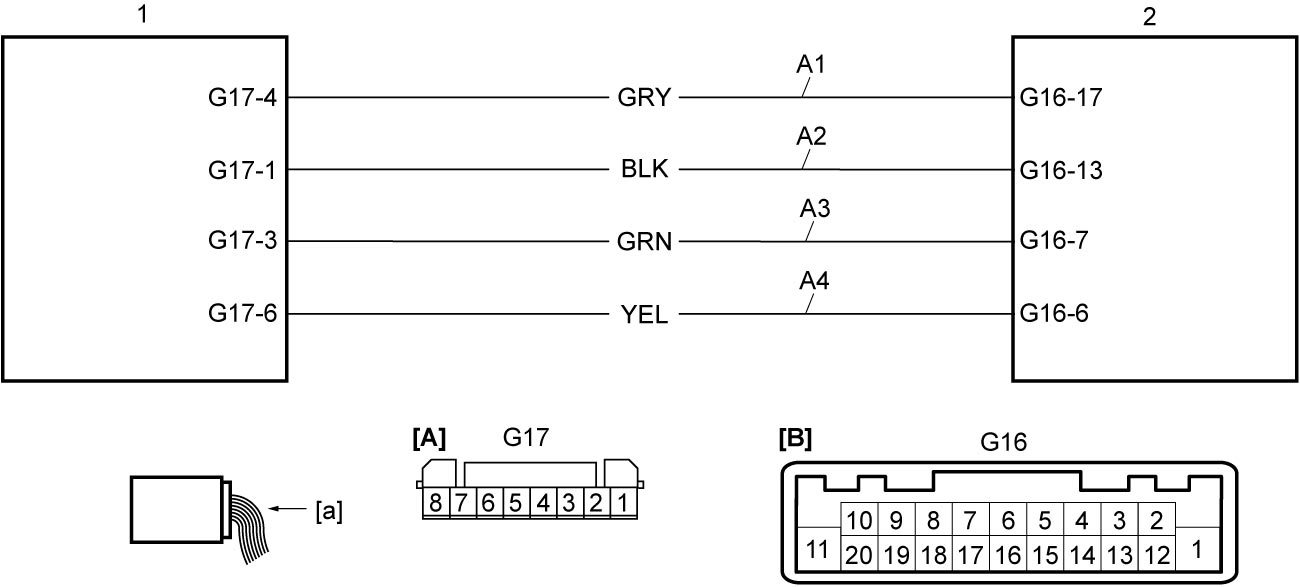 1 2
A1
G17-4 GRY G16-17
A2
G17-1 BLK G16-13
A3
G17-3 GRN G16-7
A4
G17-6 YEL G16-6
[A] G17 [B] G16
8 7 6 5 4 3 2 1
[a]
10 9 8 7 6 5 4 3 2
11 20 19 18 17 16 15 14 13 12 1